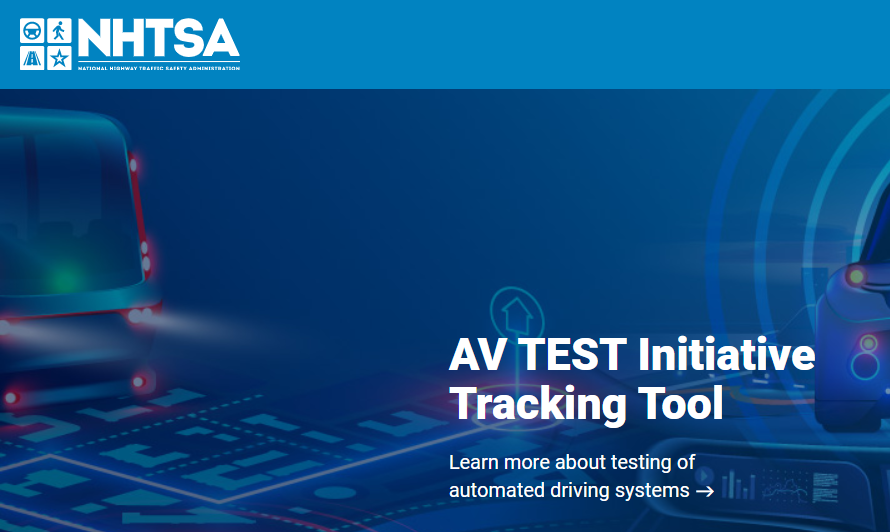 NHTSA
NATIONAL HIGHWAY TRAFFIC SAFETY ADMINISTRATION
AV TEST Initiative
Tracking Tool
Learn more about testing of
automated driving systems →